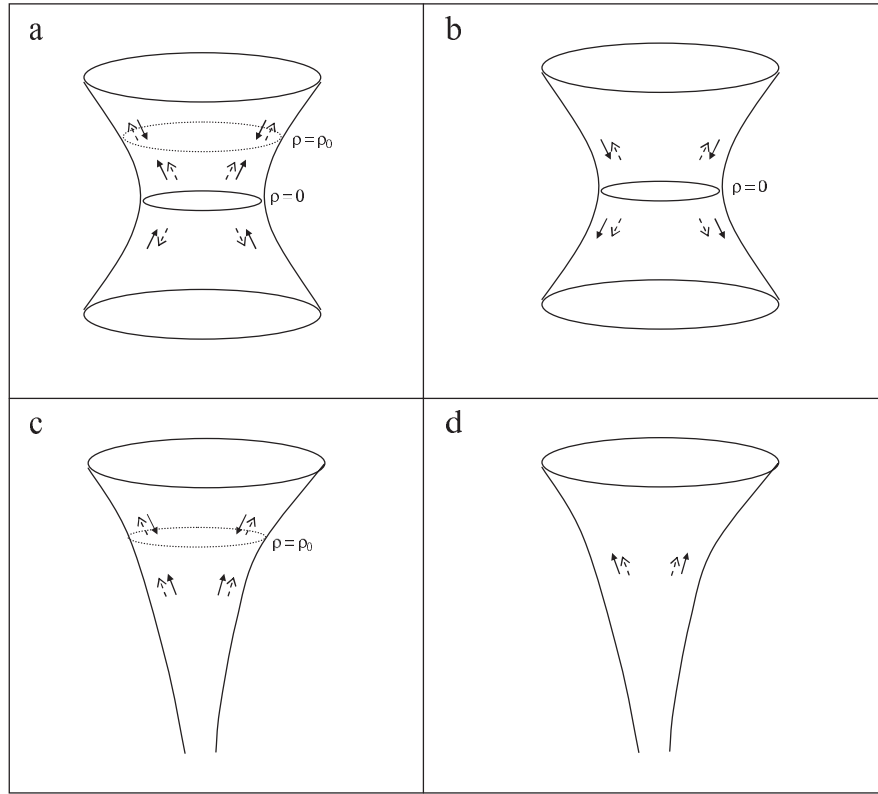 a
ρ = ρ₀
ρ = 0
b
ρ = 0
c
ρ = ρ₀
d